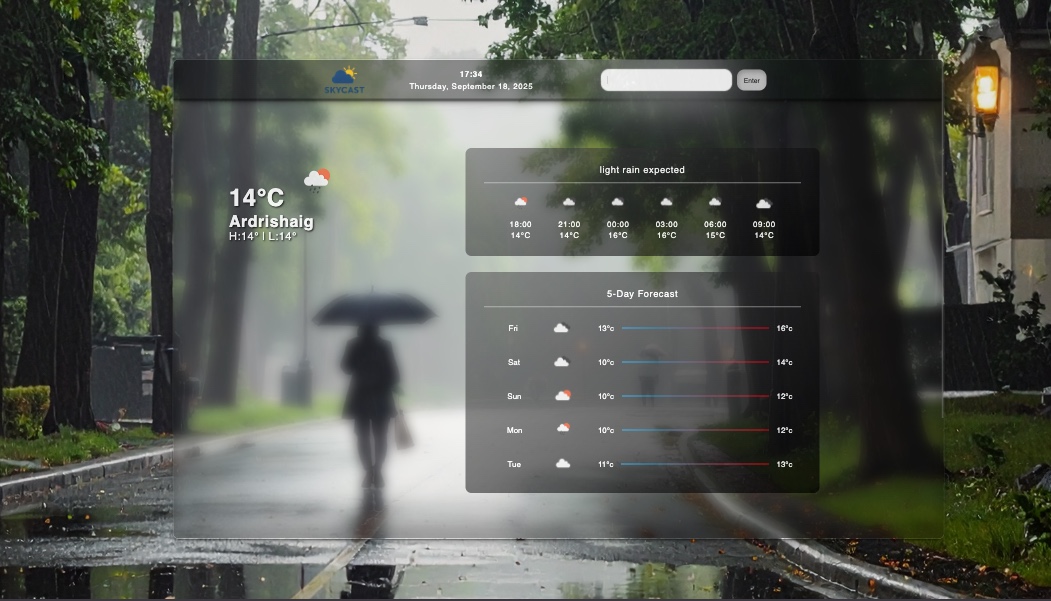 SKYCAST
17:34
Thursday, September 18, 2025
Enter
14°C
Ardrishaig
H:14° | L:14°
light rain expected
18:00 21:00 00:00 03:00 06:00 09:00
14°C 14°C 16°C 16°C 15°C 14°C
5-Day Forecast
Fri 13°c 16°c
Sat 10°c 14°c
Sun 10°c 12°c
Mon 10°c 12°c
Tue 11°c 13°c